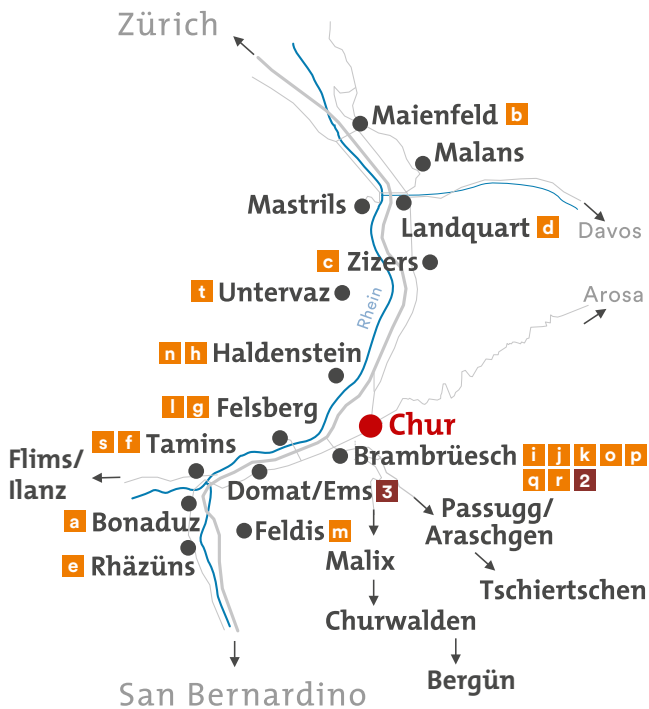 Zürich
Maienfeld b
Malans
Mastrils
Landquart d
Davos
c Zizers
t Untervaz
Arosa
Rhein
n h Haldenstein
l g Felsberg
Chur
s f Tamins
Flims/
Ilanz
Brambrüesch i j k o p
q r 2
Domat/Ems 3
a Bonaduz
Feldis m
Passugg/
Araschgen
e Rhäzüns
Malix
Tschiertschen
Churwalden
Bergün
San Bernardino